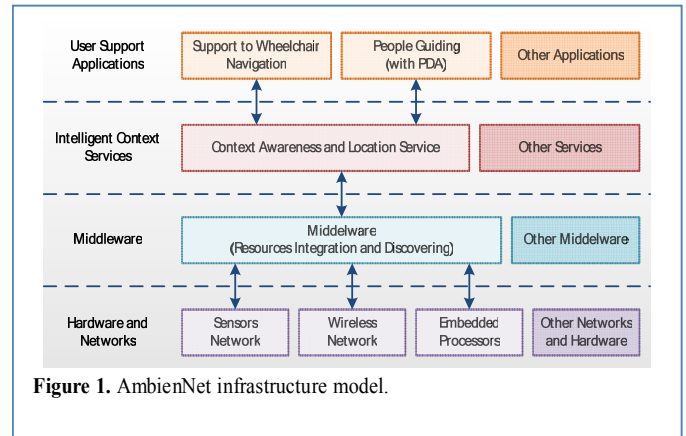 User Support
Applications
Support to Wheelchair
Navigation
People Guiding
(with PDA)
Other Applications
Intelligent Context
Services
Context Awareness and Location Service
Other Services
Middleware
Middelware
(Resources Integration and Discovering)
Other Middelware
Hardware and
Networks
Sensors
Network
Wireless
Network
Embedded
Processors
Other Networks
and Hardware
Figure 1. AmbienNet infrastructure model.